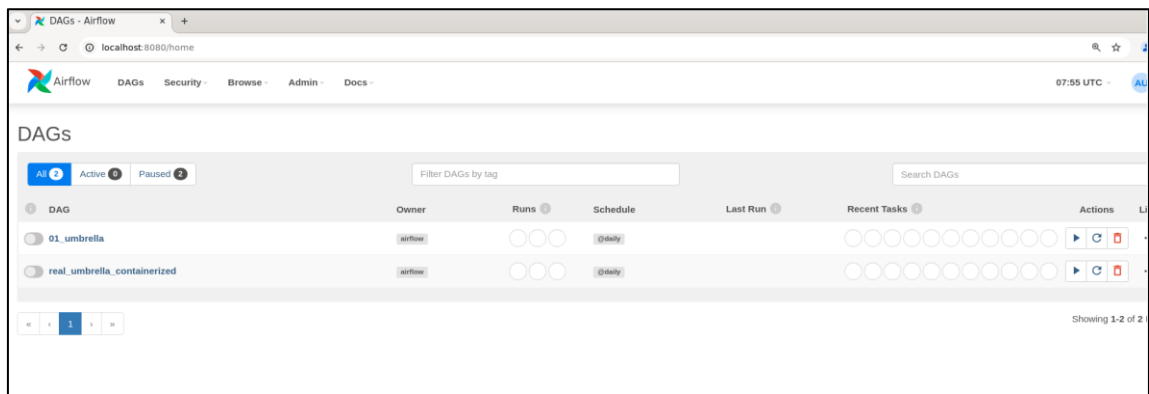 DAGs - Airflow
localhost:8080/home
Airflow DAGs Security Browse Admin Docs 07:55 UTC AU
DAGs
All 2 Active 0 Paused 2 Filter DAGs by tag Search DAGs
DAG Owner Runs Schedule Last Run Recent Tasks Actions Li
01_umbrella airflow @daily
real_umbrella_containerized airflow @daily
« ‹ 1 › » Showing 1-2 of 2